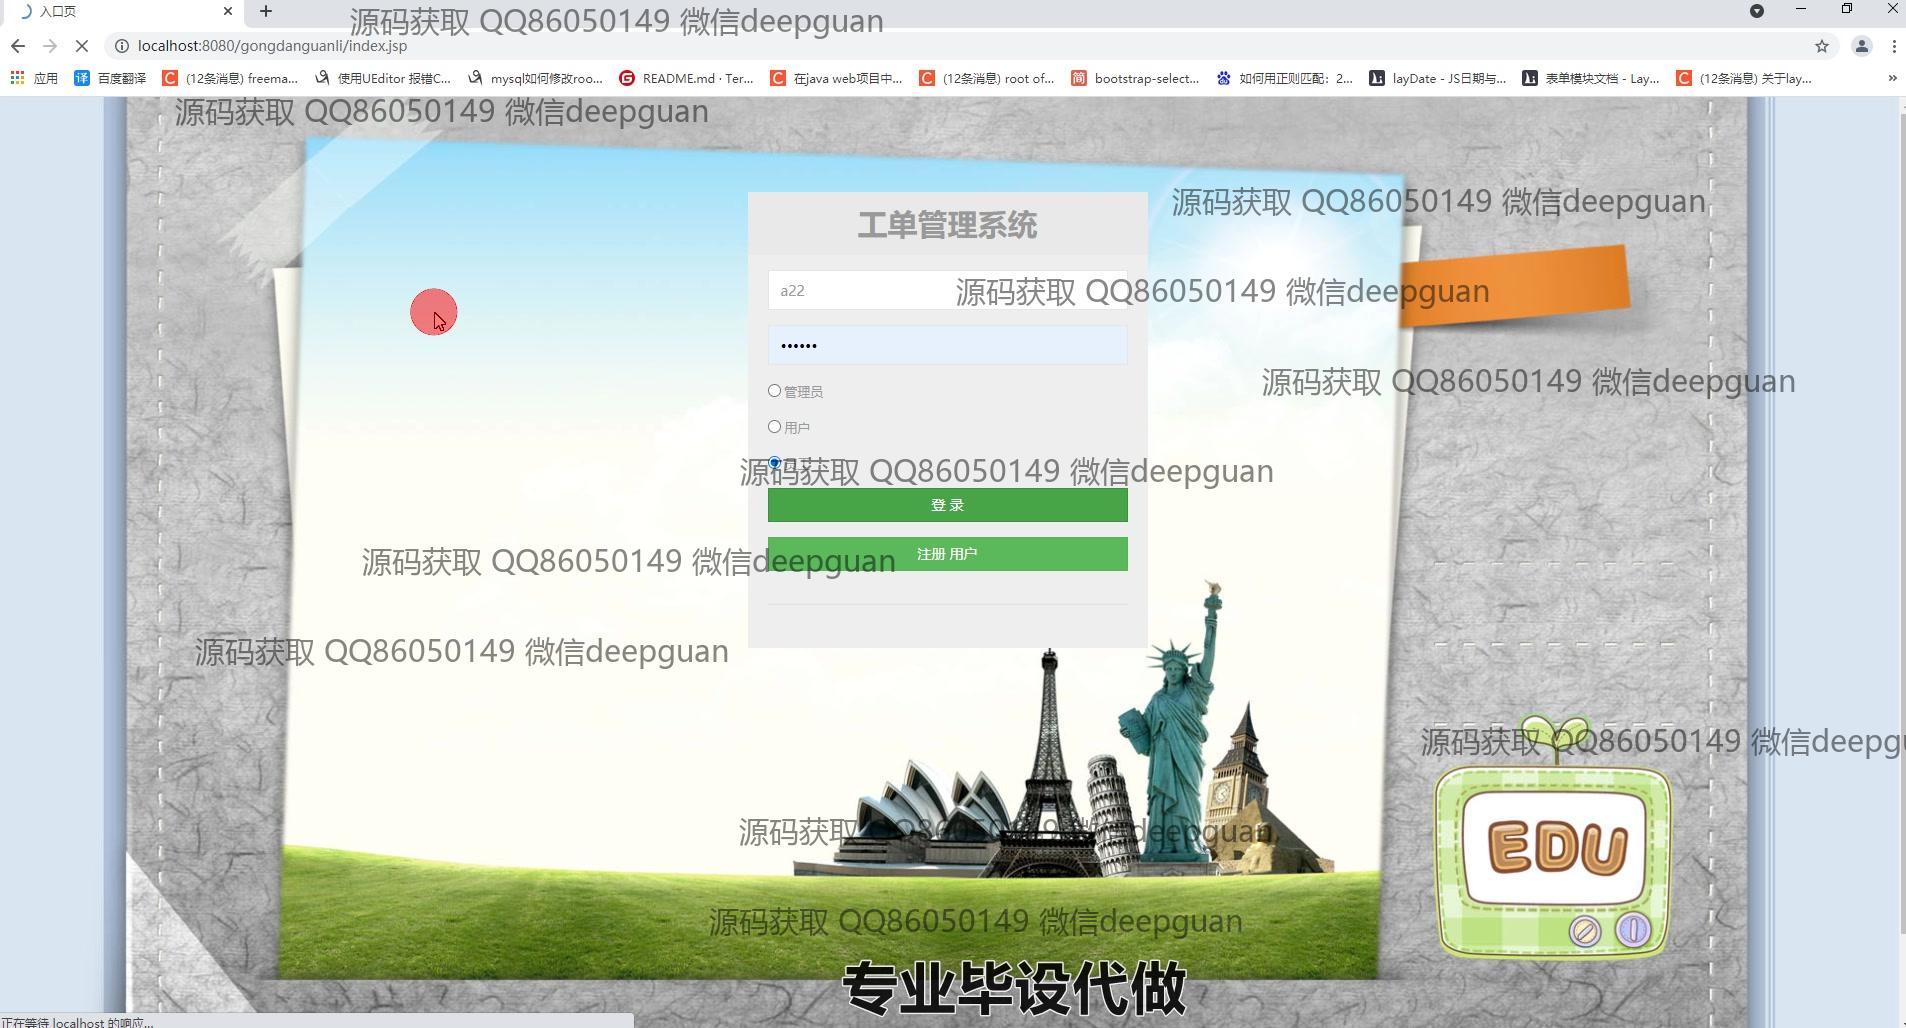 入口页
源码获取 QQ86050149 微信deepguan
localhost:8080/gongdanguanli/index.jsp
应用 百度翻译 (12条消息) freema... 使用UEditor 报错C... mysql如何修改roo... README.md · Ter... 在java web项目中... (12条消息) root of... bootstrap-select... 如何用正则匹配：2... layDate - JS日期与... 表单模块文档 - Lay... (12条消息) 关于lay...
源码获取 QQ86050149 微信deepguan
源码获取 QQ86050149 微信deepguan
工单管理系统
a22
源码获取 QQ86050149 微信deepguan
••••••
源码获取 QQ86050149 微信deepguan
管理员
用户
源码获取 QQ86050149 微信deepguan
登 录
注册 用户
源码获取 QQ86050149 微信deepguan
源码获取 QQ86050149 微信deepguan
源码获取 QQ86050149 微信deepgu
源码获取 QQ86050149 微信deepguan
EDU
源码获取 QQ86050149 微信deepguan
专业毕设代做
正在等待 localhost 的响应...